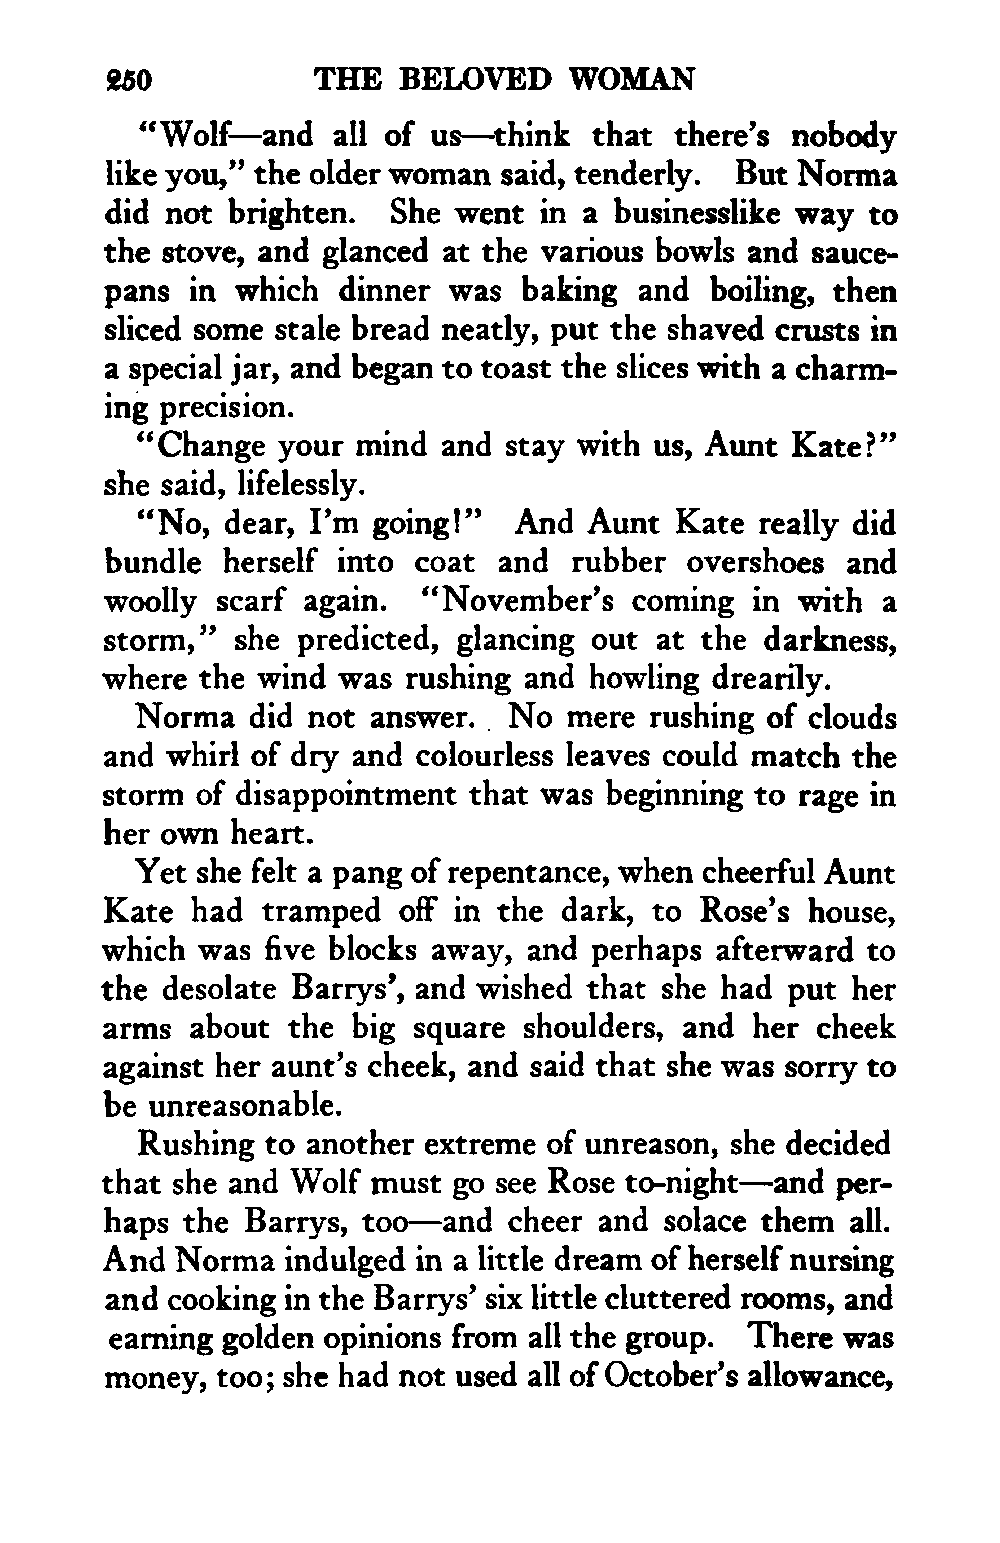 250 THE BELOVED WOMAN
“Wolf—and all of us—think that there’s nobody
like you,” the older woman said, tenderly. But Norma
did not brighten. She went in a businesslike way to
the stove, and glanced at the various bowls and sauce-
pans in which dinner was baking and boiling, then
sliced some stale bread neatly, put the shaved crusts in
a special jar, and began to toast the slices with a charm-
ing precision.
“Change your mind and stay with us, Aunt Kate?”
she said, lifelessly.
“No, dear, I’m going!” And Aunt Kate really did
bundle herself into coat and rubber overshoes and
woolly scarf again. “November’s coming in with a
storm,” she predicted, glancing out at the darkness,
where the wind was rushing and howling drearily.
Norma did not answer. No mere rushing of clouds
and whirl of dry and colourless leaves could match the
storm of disappointment that was beginning to rage in
her own heart.
Yet she felt a pang of repentance, when cheerful Aunt
Kate had tramped off in the dark, to Rose’s house,
which was five blocks away, and perhaps afterward to
the desolate Barrys’, and wished that she had put her
arms about the big square shoulders, and her cheek
against her aunt’s cheek, and said that she was sorry to
be unreasonable.
Rushing to another extreme of unreason, she decided
that she and Wolf must go see Rose to-night—and per-
haps the Barrys, too—and cheer and solace them all.
And Norma indulged in a little dream of herself nursing
and cooking in the Barrys’ six little cluttered rooms, and
earning golden opinions from all the group. There was
money, too; she had not used all of October’s allowance,